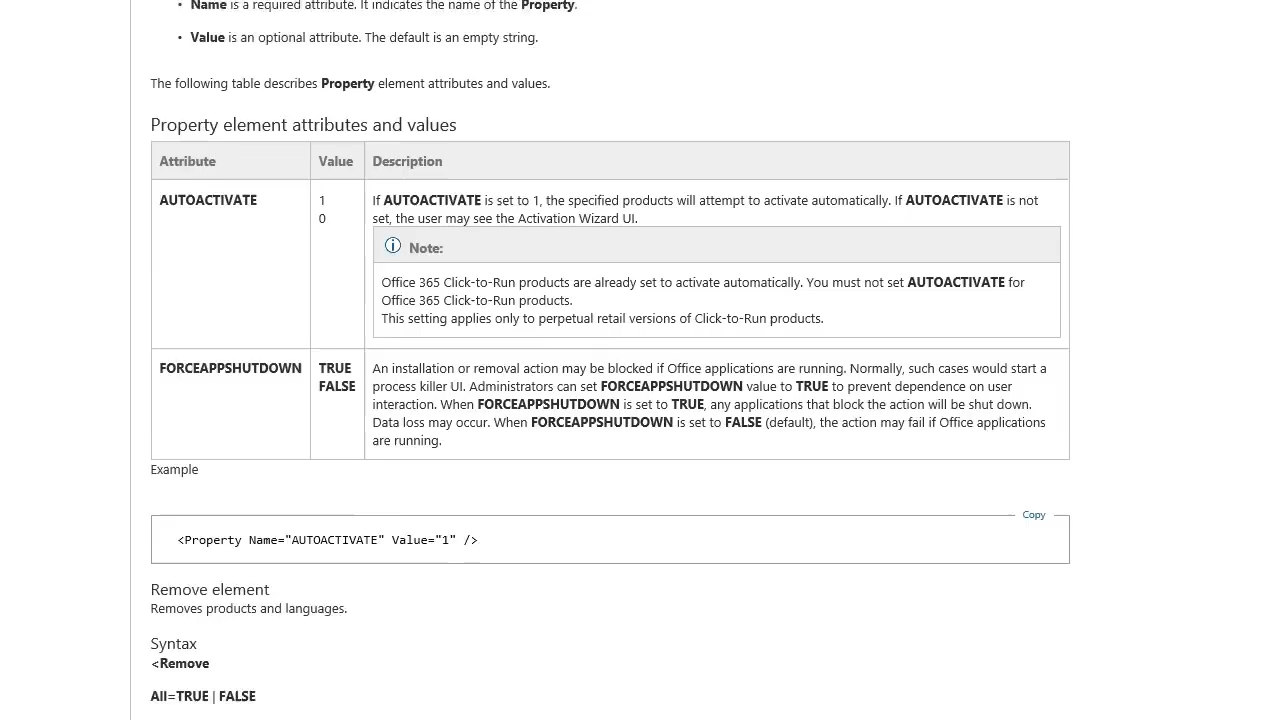 • Name is a required attribute. It indicates the name of the Property.
• Value is an optional attribute. The default is an empty string.
The following table describes Property element attributes and values.
Property element attributes and values
Attribute Value Description
AUTOACTIVATE
1
0
If AUTOACTIVATE is set to 1, the specified products will attempt to activate automatically. If AUTOACTIVATE is not
set, the user may see the Activation Wizard UI.
Note:
Office 365 Click-to-Run products are already set to activate automatically. You must not set AUTOACTIVATE for
Office 365 Click-to-Run products.
This setting applies only to perpetual retail versions of Click-to-Run products.
FORCEAPPSHUTDOWN
TRUE
FALSE
An installation or removal action may be blocked if Office applications are running. Normally, such cases would start a
process killer UI. Administrators can set FORCEAPPSHUTDOWN value to TRUE to prevent dependence on user
interaction. When FORCEAPPSHUTDOWN is set to TRUE, any applications that block the action will be shut down.
Data loss may occur. When FORCEAPPSHUTDOWN is set to FALSE (default), the action may fail if Office applications
are running.
Example
Copy
<Property Name="AUTOACTIVATE" Value="1" />
Remove element
Removes products and languages.
Syntax
<Remove
All=TRUE | FALSE